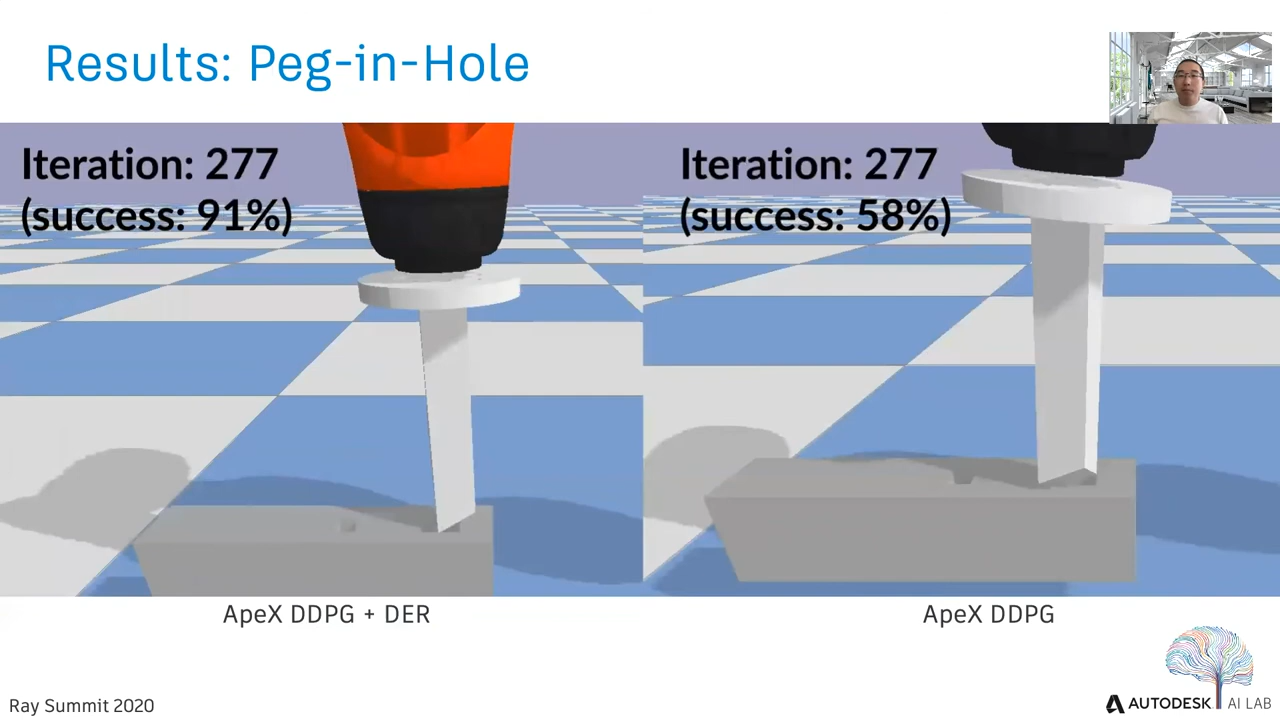 Results: Peg-in-Hole
Iteration: 277
(success: 91%)
Iteration: 277
(success: 58%)
ApeX DDPG + DER
ApeX DDPG
Ray Summit 2020
AUTODESK AI LAB